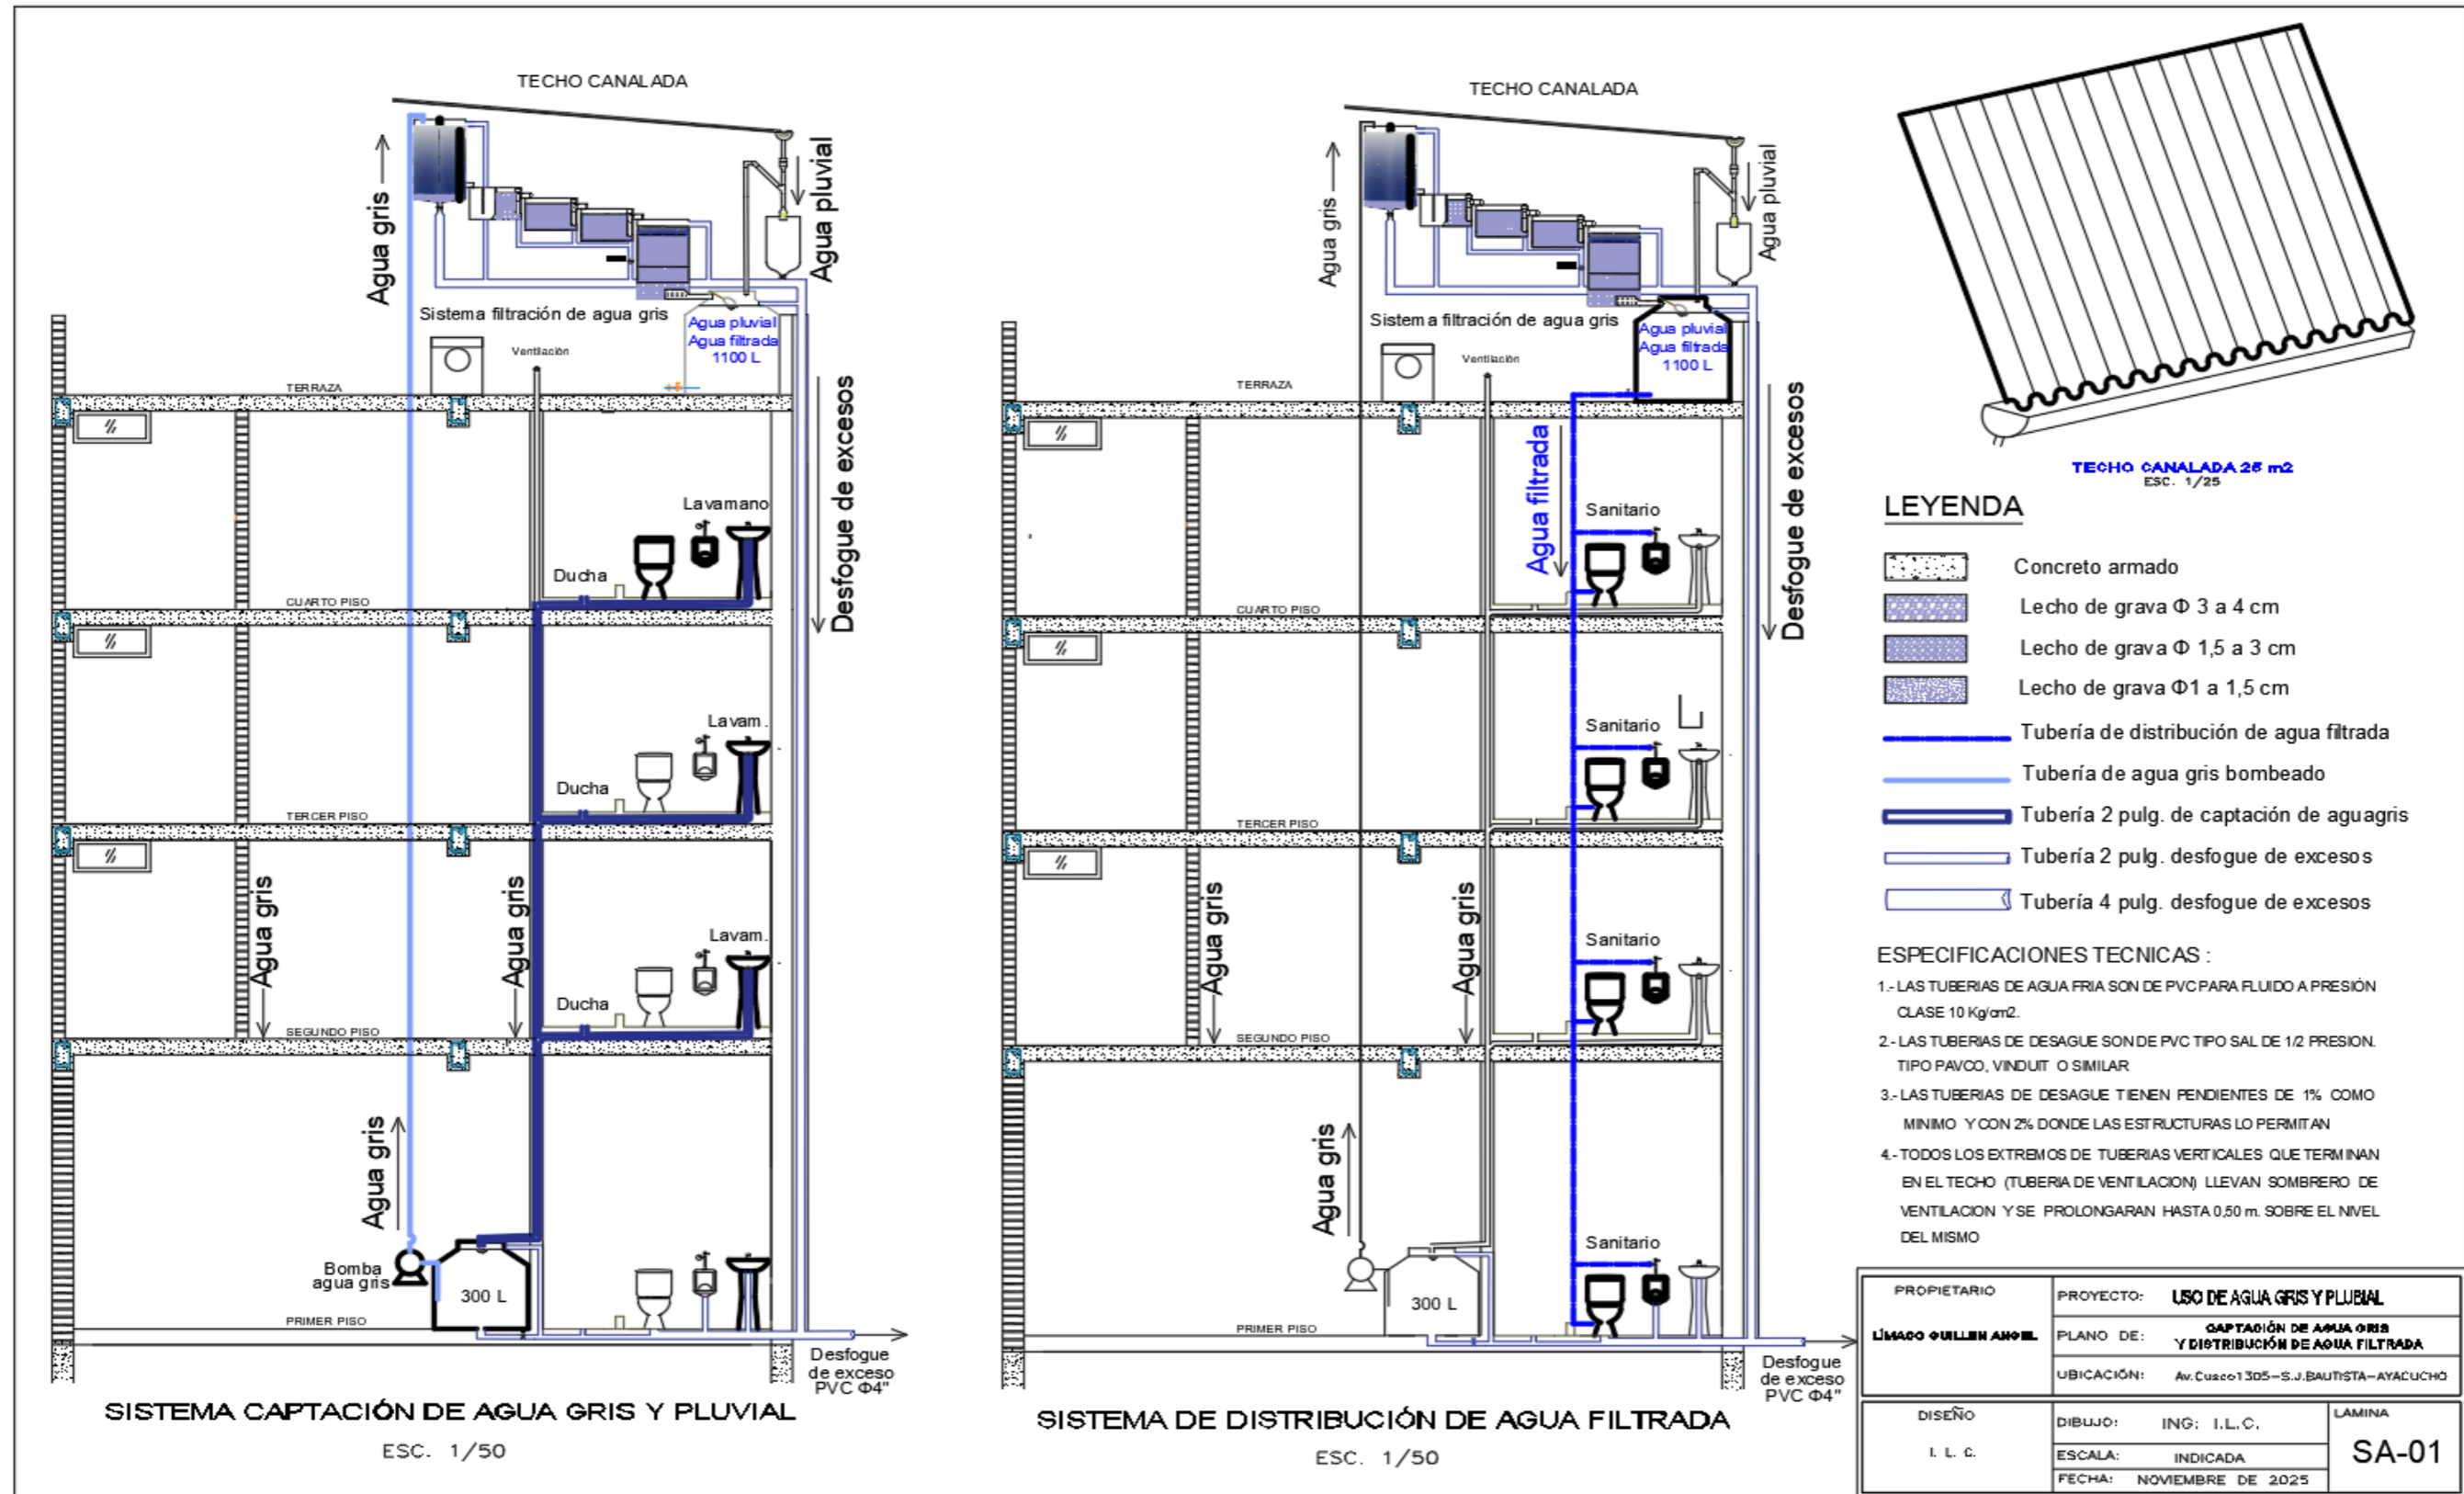 TECHO CANALADA
Agua gris
Agua pluvial
Sistema filtración de agua gris
Agua pluvial
Agua filtrada
1100 L
Ventilación
TERRAZA
Desfogue de excesos
Lavamano
Ducha
CUARTO PISO
Lavam.
Ducha
TERCER PISO
Agua gris
Agua gris
Lavam.
Ducha
SEGUNDO PISO
Agua gris
Bomba
agua gris
300 L
PRIMER PISO
Desfogue
de exceso
PVC Φ4"
SISTEMA CAPTACIÓN DE AGUA GRIS Y PLUVIAL
ESC. 1/50
TECHO CANALADA
Agua gris
Agua pluvial
Sistema filtración de agua gris
Agua pluvial
Agua filtrada
1100 L
Ventilación
TERRAZA
Agua filtrada
Desfogue de excesos
Sanitario
CUARTO PISO
Sanitario
TERCER PISO
Agua gris
Agua gris
Sanitario
SEGUNDO PISO
Agua gris
Sanitario
300 L
PRIMER PISO
Desfogue
de exceso
PVC Φ4"
SISTEMA DE DISTRIBUCIÓN DE AGUA FILTRADA
ESC. 1/50
TECHO CANALADA 25 m2
ESC. 1/25
LEYENDA
Concreto armado
Lecho de grava Φ 3 a 4 cm
Lecho de grava Φ 1,5 a 3 cm
Lecho de grava Φ1 a 1,5 cm
Tubería de distribución de agua filtrada
Tubería de agua gris bombeado
Tubería 2 pulg. de captación de aguagris
Tubería 2 pulg. desfogue de excesos
Tubería 4 pulg. desfogue de excesos
ESPECIFICACIONES TECNICAS :
1.- LAS TUBERIAS DE AGUA FRIA SON DE PVC PARA FLUIDO A PRESIÓN
CLASE 10 Kg/cm2.
2.- LAS TUBERIAS DE DESAGUE SON DE PVC TIPO SAL DE 1/2 PRESION.
TIPO PAVCO, VINDUIT O SIMILAR
3.- LAS TUBERIAS DE DESAGUE TIENEN PENDIENTES DE 1% COMO
MINIMO Y CON 2% DONDE LAS ESTRUCTURAS LO PERMITAN
4.- TODOS LOS EXTREMOS DE TUBERIAS VERTICALES QUE TERMINAN
EN EL TECHO (TUBERIA DE VENTILACION) LLEVAN SOMBRERO DE
VENTILACION Y SE PROLONGARAN HASTA 0,50 m. SOBRE EL NIVEL
DEL MISMO
PROPIETARIO
LÍMACO GUILLEN ANGEL
PROYECTO: USO DE AGUA GRIS Y PLUBIAL
PLANO DE: CAPTACIÓN DE AGUA GRIS
Y DISTRIBUCIÓN DE AGUA FILTRADA
UBICACIÓN: Av.Cusco1305-S.J.BAUTISTA-AYACUCHO
DISEÑO
I. L. C.
DIBUJO: ING: I.L.C.
ESCALA: INDICADA
FECHA: NOVIEMBRE DE 2025
LAMINA
SA-01